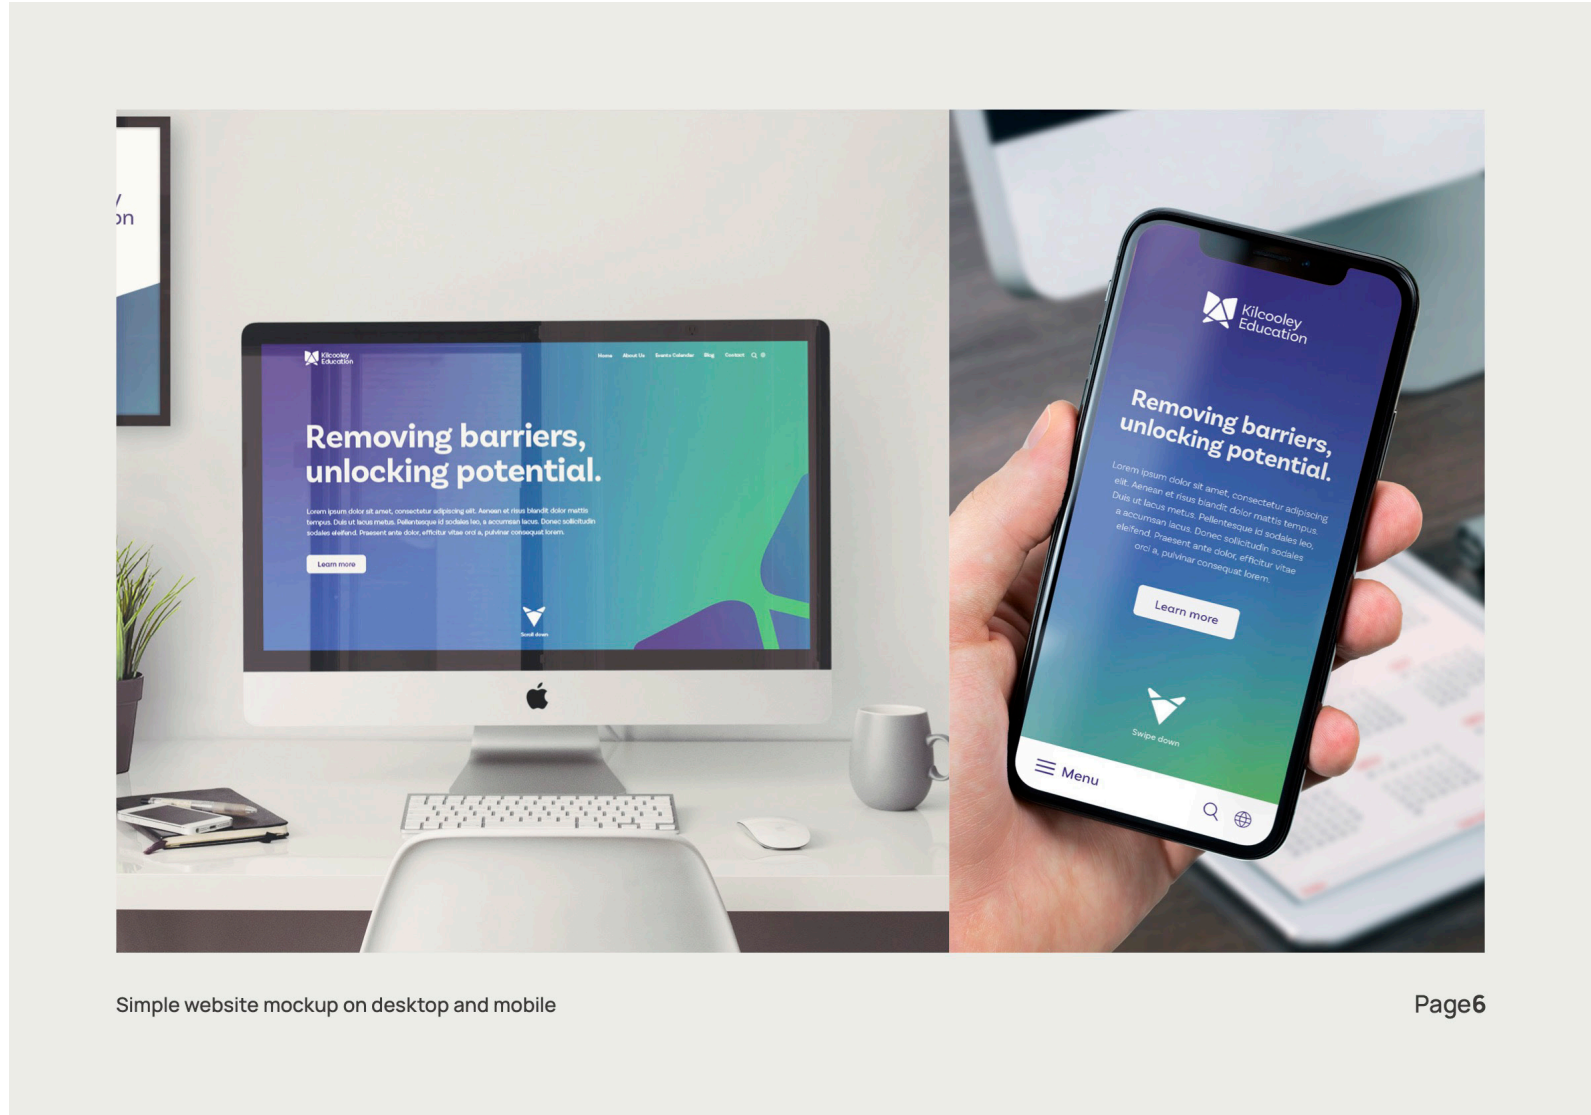 y
on
Kilcooley
Education
Home About Us Events Calendar Blog Contact
Removing barriers,
unlocking potential.
Lorem ipsum dolor sit amet, consectetur adipiscing elit. Aenean et risus blandit dolor mattis
tempus. Duis ut lacus metus. Pellentesque id sodales leo, a accumsan lacus. Donec sollicitudin
sodales eleifend. Praesent ante dolor, efficitur vitae orci a, pulvinar consequat lorem.
Learn more
Scroll down
Kilcooley
Education
Removing barriers,
unlocking potential.
Lorem ipsum dolor sit amet, consectetur adipiscing
elit. Aenean et risus blandit dolor mattis tempus.
Duis ut lacus metus. Pellentesque id sodales leo,
a accumsan lacus. Donec sollicitudin sodales
eleifend. Praesent ante dolor, efficitur vitae
orci a, pulvinar consequat lorem.
Learn more
Swipe down
Menu
Simple website mockup on desktop and mobile
Page6